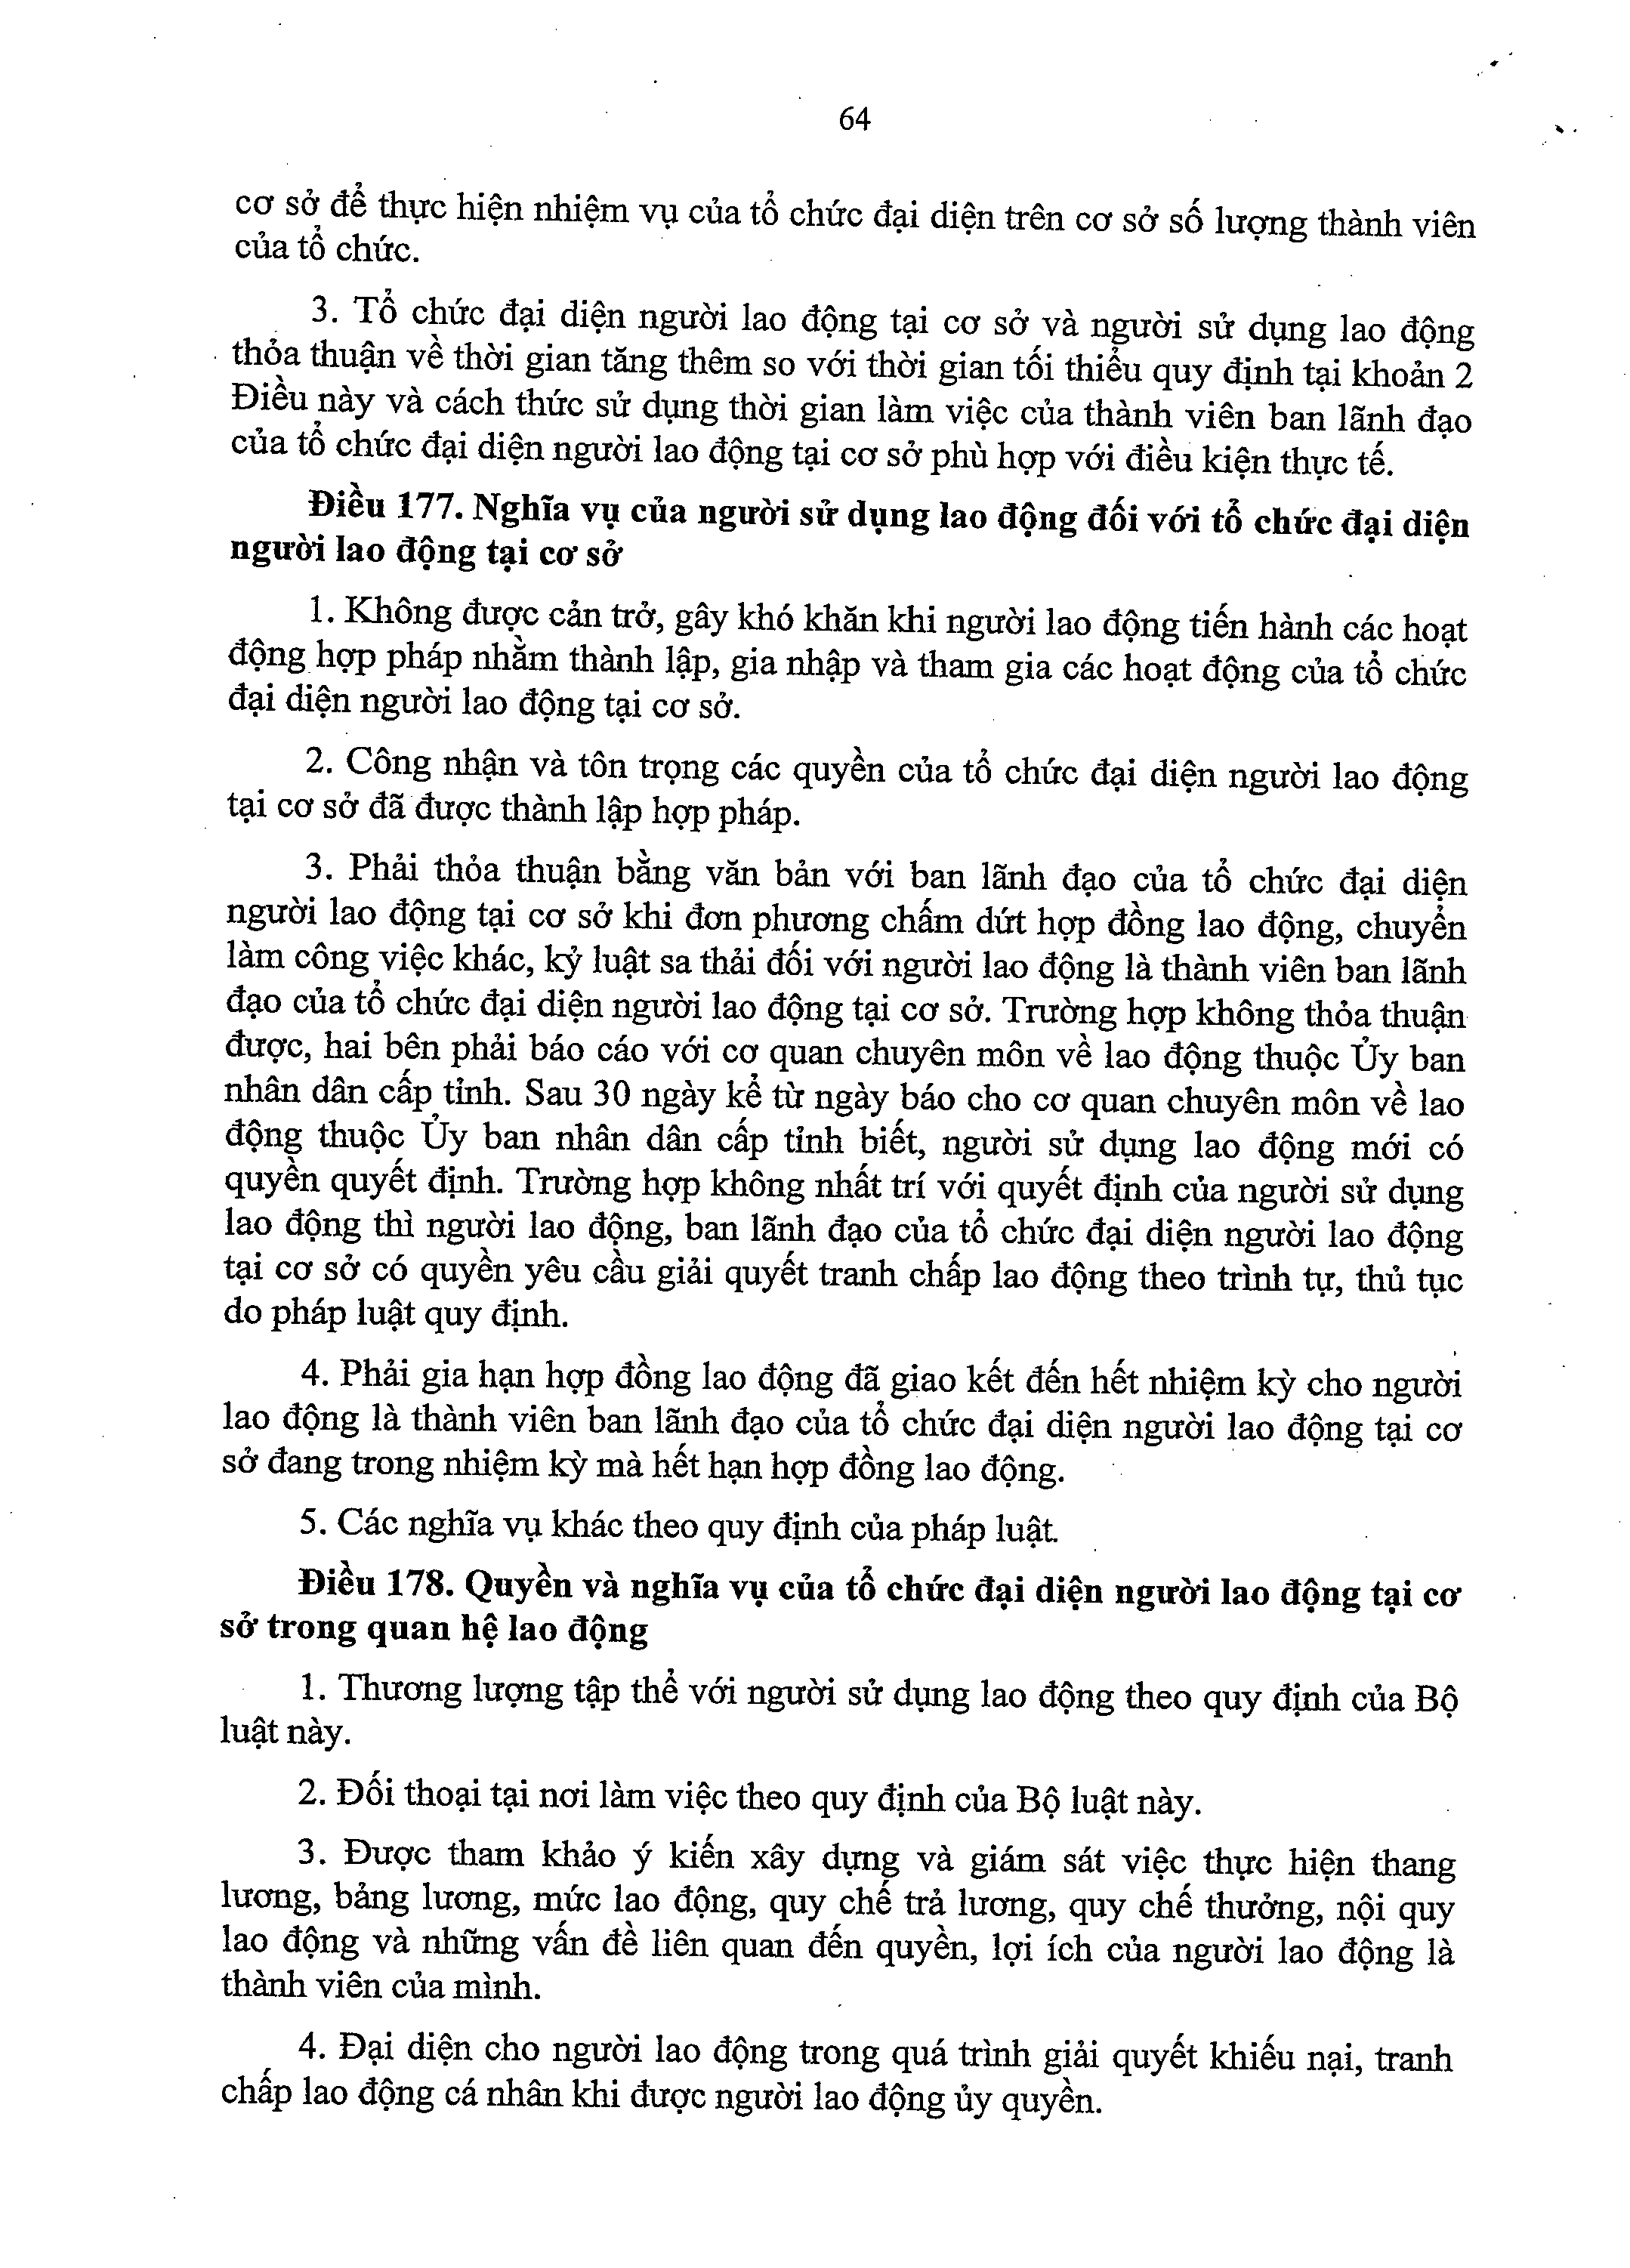 64
cơ sở để thực hiện nhiệm vụ của tổ chức đại diện trên cơ sở số lượng thành viên
của tổ chức.
3. Tổ chức đại diện người lao động tại cơ sở và người sử dụng lao động
thỏa thuận về thời gian tăng thêm so với thời gian tối thiểu quy định tại khoản 2
Điều này và cách thức sử dụng thời gian làm việc của thành viên ban lãnh đạo
của tổ chức đại diện người lao động tại cơ sở phù hợp với điều kiện thực tế.
Điều 177. Nghĩa vụ của người sử dụng lao động đối với tổ chức đại diện
người lao động tại cơ sở
1. Không được cản trở, gây khó khăn khi người lao động tiến hành các hoạt
động hợp pháp nhằm thành lập, gia nhập và tham gia các hoạt động của tổ chức
đại diện người lao động tại cơ sở.
2. Công nhận và tôn trọng các quyền của tổ chức đại diện người lao động
tại cơ sở đã được thành lập hợp pháp.
3. Phải thỏa thuận bằng văn bản với ban lãnh đạo của tổ chức đại diện
người lao động tại cơ sở khi đơn phương chấm dứt hợp đồng lao động, chuyển
làm công việc khác, kỷ luật sa thải đối với người lao động là thành viên ban lãnh
đạo của tổ chức đại diện người lao động tại cơ sở. Trường hợp không thỏa thuận
được, hai bên phải báo cáo với cơ quan chuyên môn về lao động thuộc Ủy ban
nhân dân cấp tỉnh. Sau 30 ngày kể từ ngày báo cho cơ quan chuyên môn về lao
động thuộc Ủy ban nhân dân cấp tỉnh biết, người sử dụng lao động mới có
quyền quyết định. Trường hợp không nhất trí với quyết định của người sử dụng
lao động thì người lao động, ban lãnh đạo của tổ chức đại diện người lao động
tại cơ sở có quyền yêu cầu giải quyết tranh chấp lao động theo trình tự, thủ tục
do pháp luật quy định.
4. Phải gia hạn hợp đồng lao động đã giao kết đến hết nhiệm kỳ cho người
lao động là thành viên ban lãnh đạo của tổ chức đại diện người lao động tại cơ
sở đang trong nhiệm kỳ mà hết hạn hợp đồng lao động.
5. Các nghĩa vụ khác theo quy định của pháp luật.
Điều 178. Quyền và nghĩa vụ của tổ chức đại diện người lao động tại cơ
sở trong quan hệ lao động
1. Thương lượng tập thể với người sử dụng lao động theo quy định của Bộ
luật này.
2. Đối thoại tại nơi làm việc theo quy định của Bộ luật này.
3. Được tham khảo ý kiến xây dựng và giám sát việc thực hiện thang
lương, bảng lương, mức lao động, quy chế trả lương, quy chế thưởng, nội quy
lao động và những vấn đề liên quan đến quyền, lợi ích của người lao động là
thành viên của mình.
4. Đại diện cho người lao động trong quá trình giải quyết khiếu nại, tranh
chấp lao động cá nhân khi được người lao động ủy quyền.